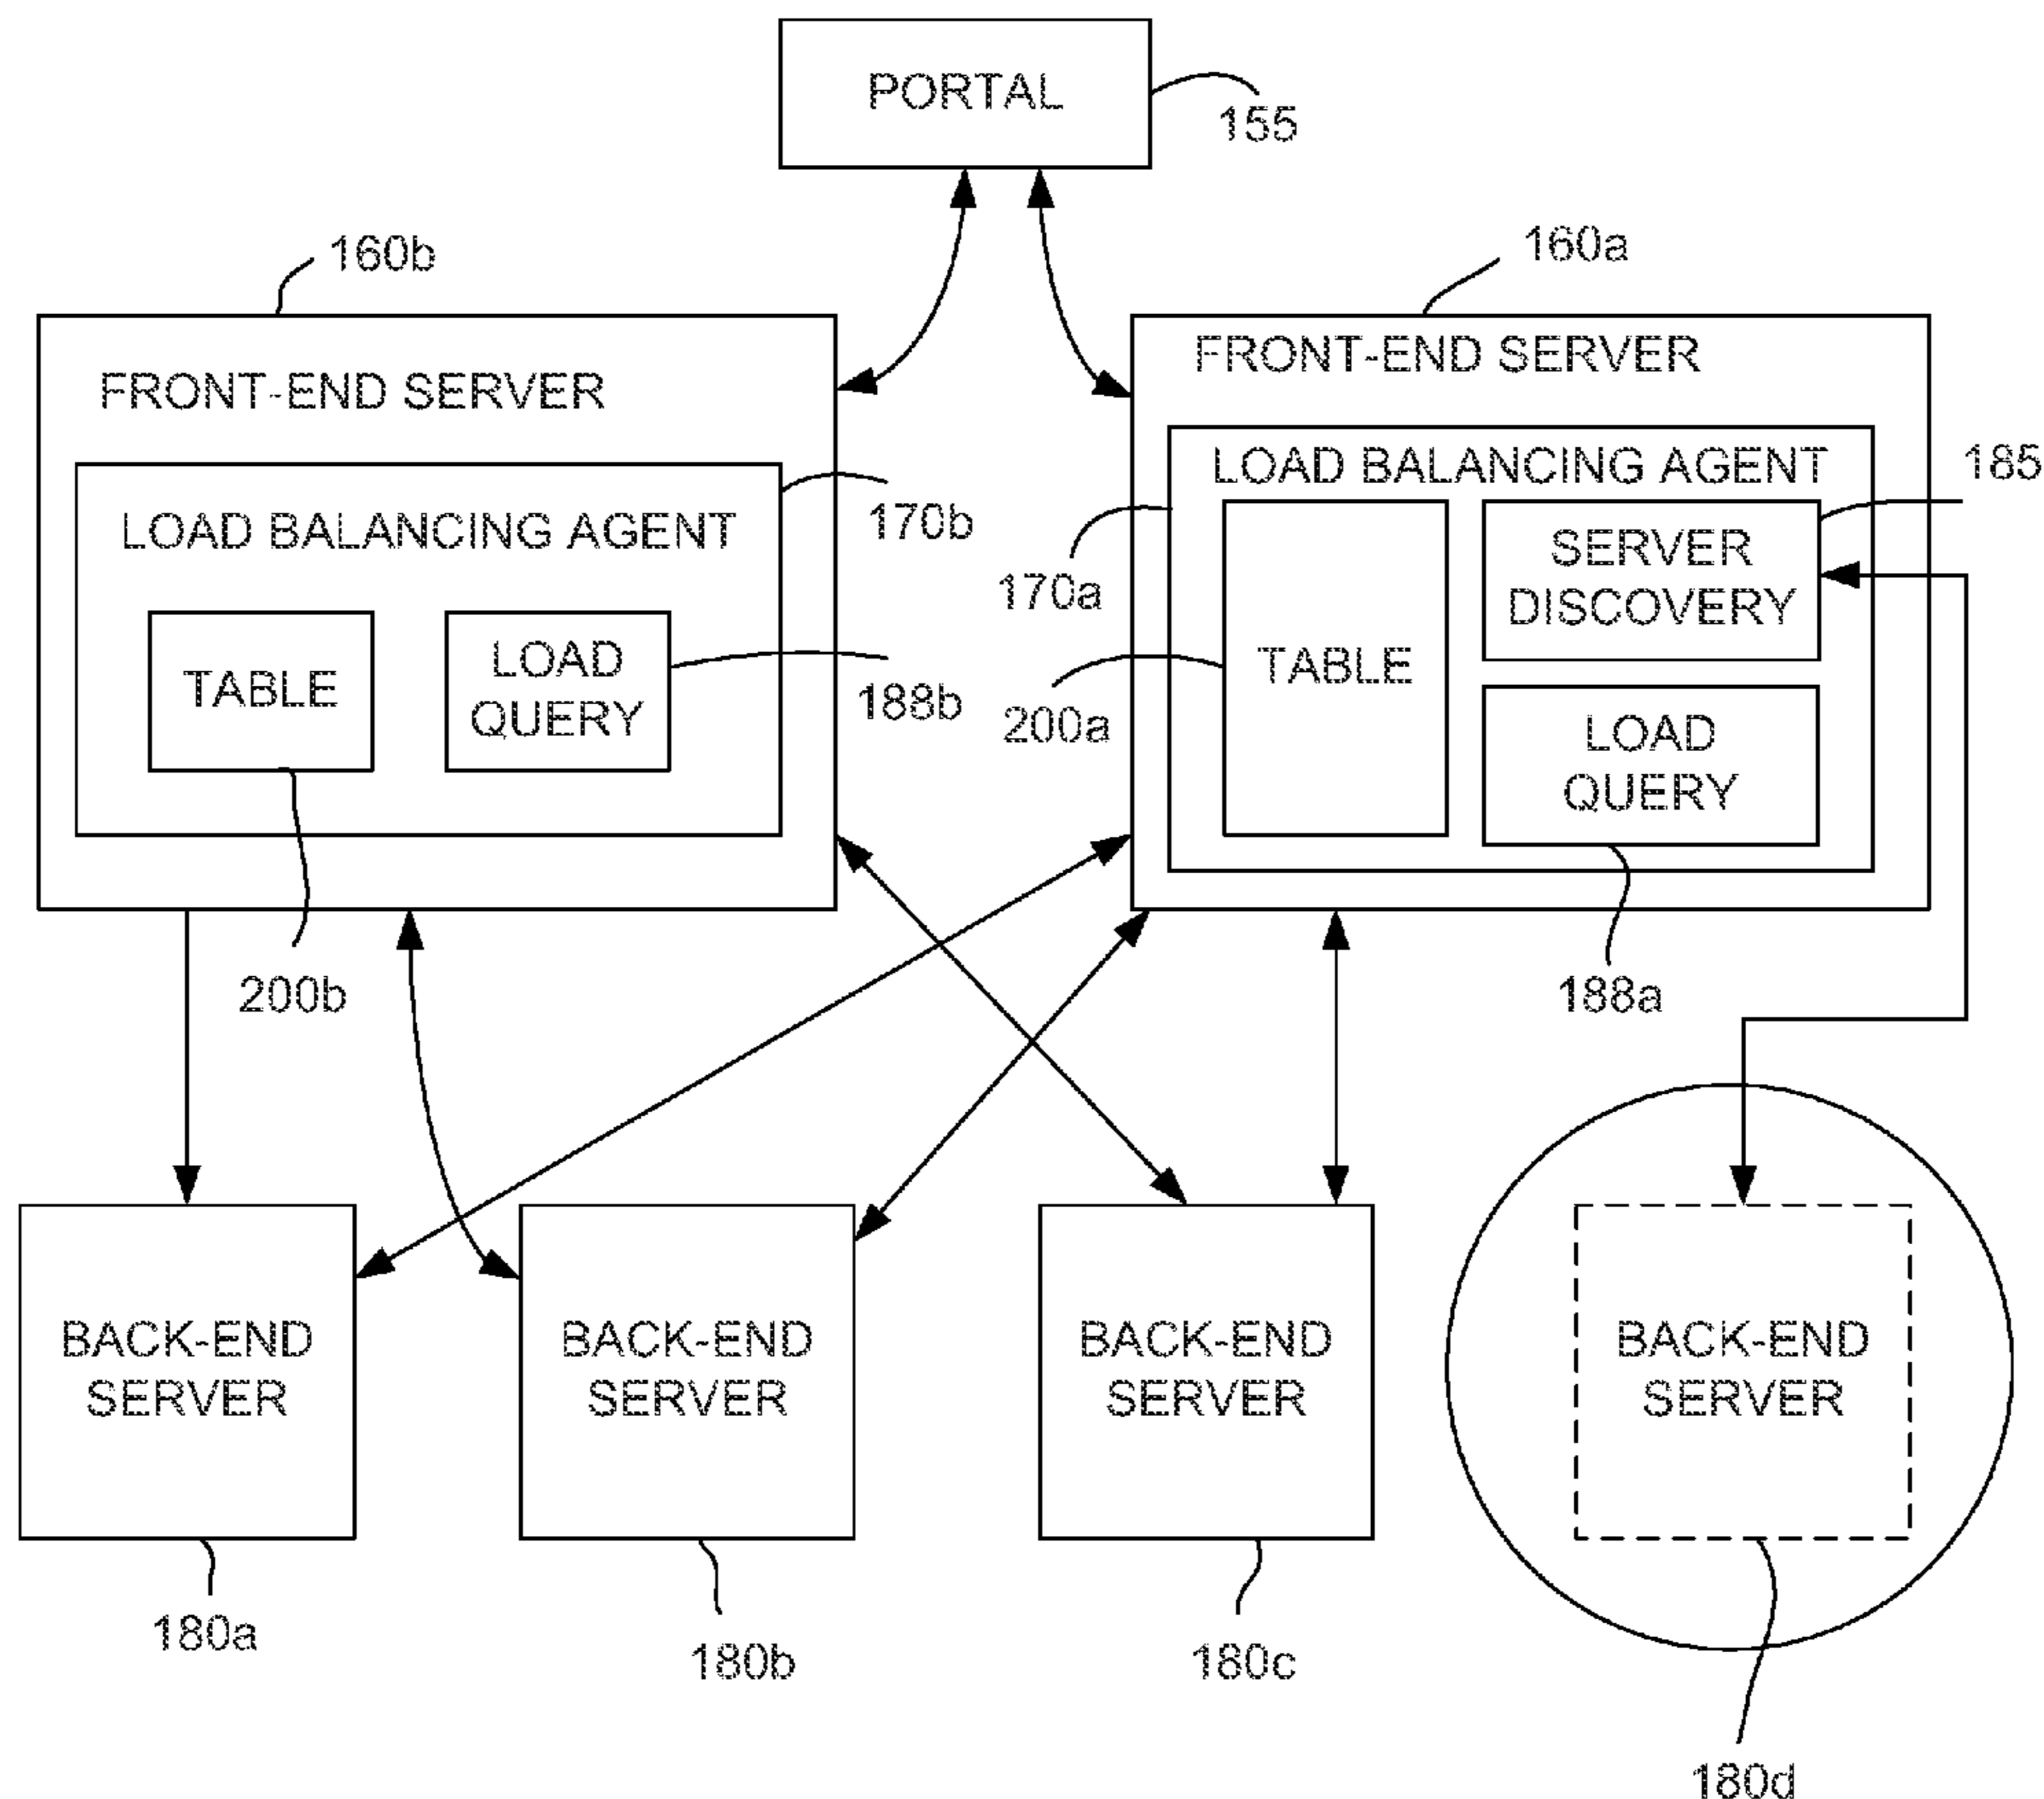 PORTAL
155
160b
160a
FRONT-END SERVER
FRONT-END SERVER
LOAD BALANCING AGENT
170b
LOAD BALANCING AGENT
185
170a
TABLE
LOAD
QUERY
188b
200a
TABLE
SERVER
DISCOVERY
LOAD
QUERY
200b
188a
BACK-END
SERVER
BACK-END
SERVER
BACK-END
SERVER
BACK-END
SERVER
180a
180b
180c
180d